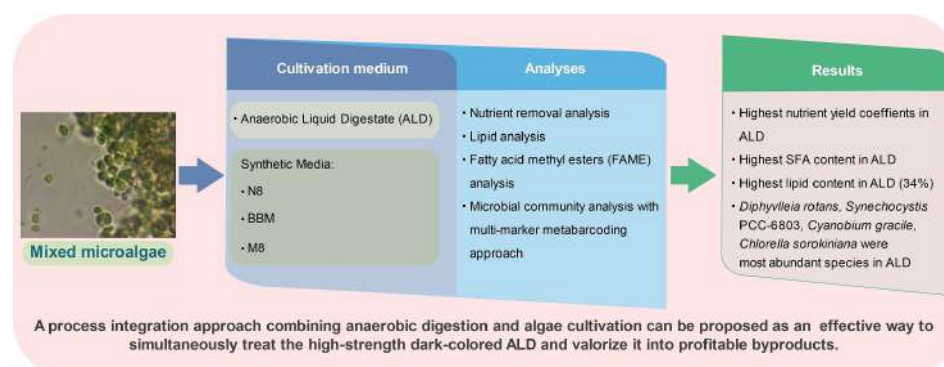 Mixed microalgae
Cultivation medium
• Anaerobic Liquid Digestate (ALD)
Synthetic Media:
• N8
• BBM
• M8
Analyses
• Nutrient removal analysis
• Lipid analysis
• Fatty acid methyl esters (FAME)
analysis
• Microbial community analysis with
multi-marker metabarcoding
approach
Results
• Highest nutrient yield coeffients in
ALD
• Highest SFA content in ALD
• Highest lipid content in ALD (34%)
• Diphyvlleia rotans, Synechocystis
PCC-6803, Cyanobium gracile,
Chlorella sorokiniana were
most abundant species in ALD
A process integration approach combining anaerobic digestion and algae cultivation can be proposed as an effective way to
simultaneously treat the high-strength dark-colored ALD and valorize it into profitable byproducts.